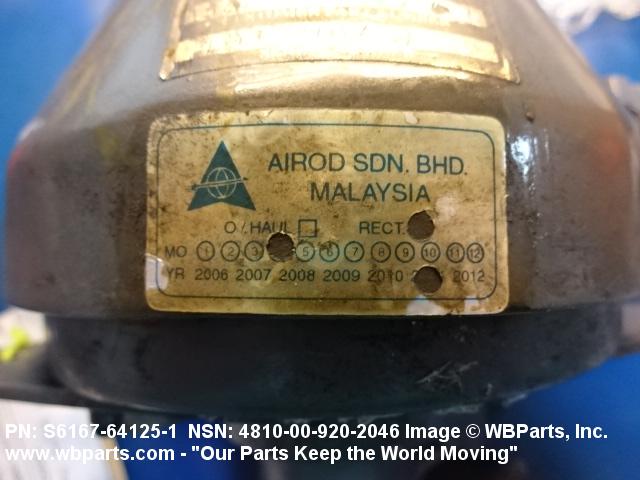 AIROD SDN. BHD.
MALAYSIA
O/HAUL RECT.
MO 1 2 3 5 6 7 8 9 10 11 12
YR 2006 2007 2008 2009 2010 2012
PN: S6167-64125-1 NSN: 4810-00-920-2046 Image © WBParts, Inc.
www.wbparts.com - "Our Parts Keep the World Moving"